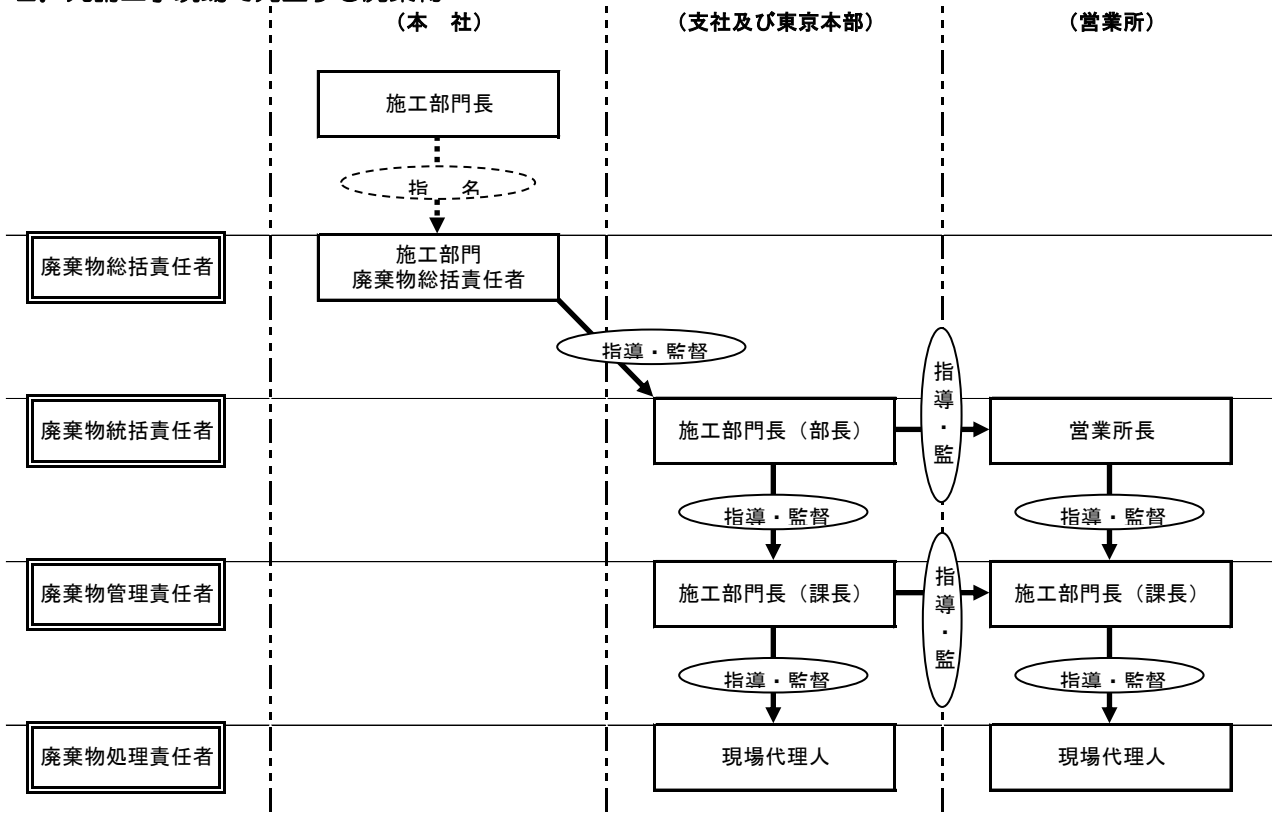 (本 社)
(支社及び東京本部)
(営業所)
施工部門長
指 名
廃棄物総括責任者
施工部門
廃棄物総括責任者
指導・監督
廃棄物統括責任者
施工部門長(部長)
指導・監
営業所長
指導・監督
指導・監督
廃棄物管理責任者
施工部門長(課長)
指導・監
施工部門長(課長)
指導・監督
指導・監督
廃棄物処理責任者
現場代理人
現場代理人